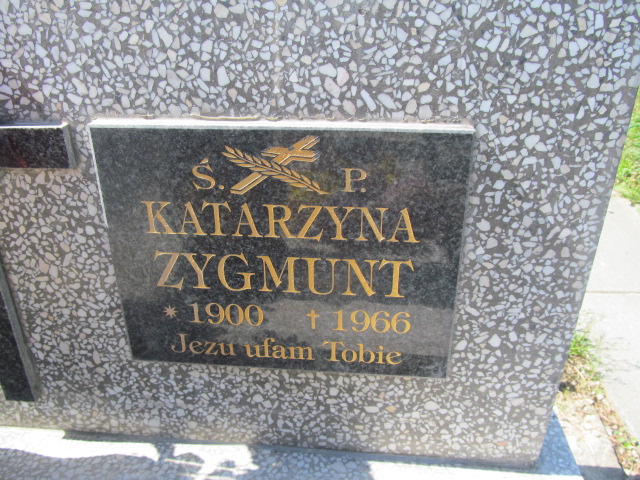 Ś. P.
KATARZYNA
ZYGMUNT
* 1900 † 1966
Jezu ufam Tobie